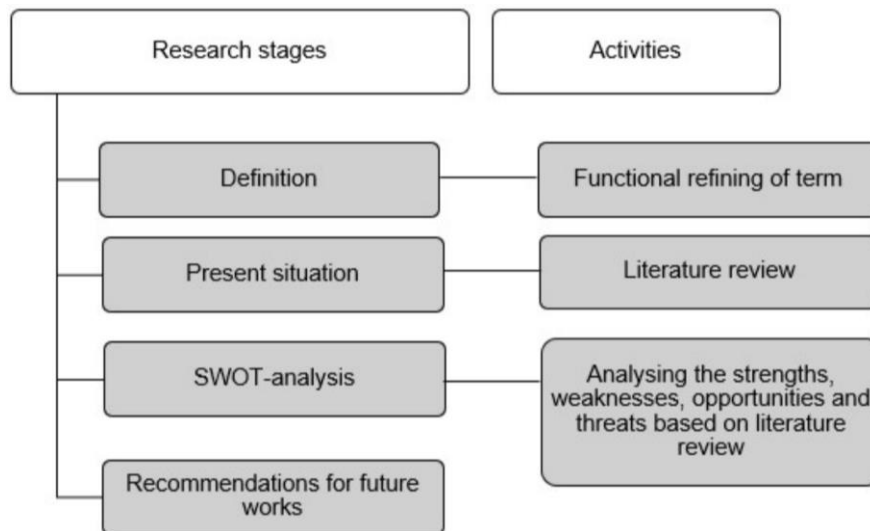 Research stages
Activities
Definition
Functional refining of term
Present situation
Literature review
SWOT-analysis
Analysing the strengths,
weaknesses, opportunities and
threats based on literature
review
Recommendations for future
works